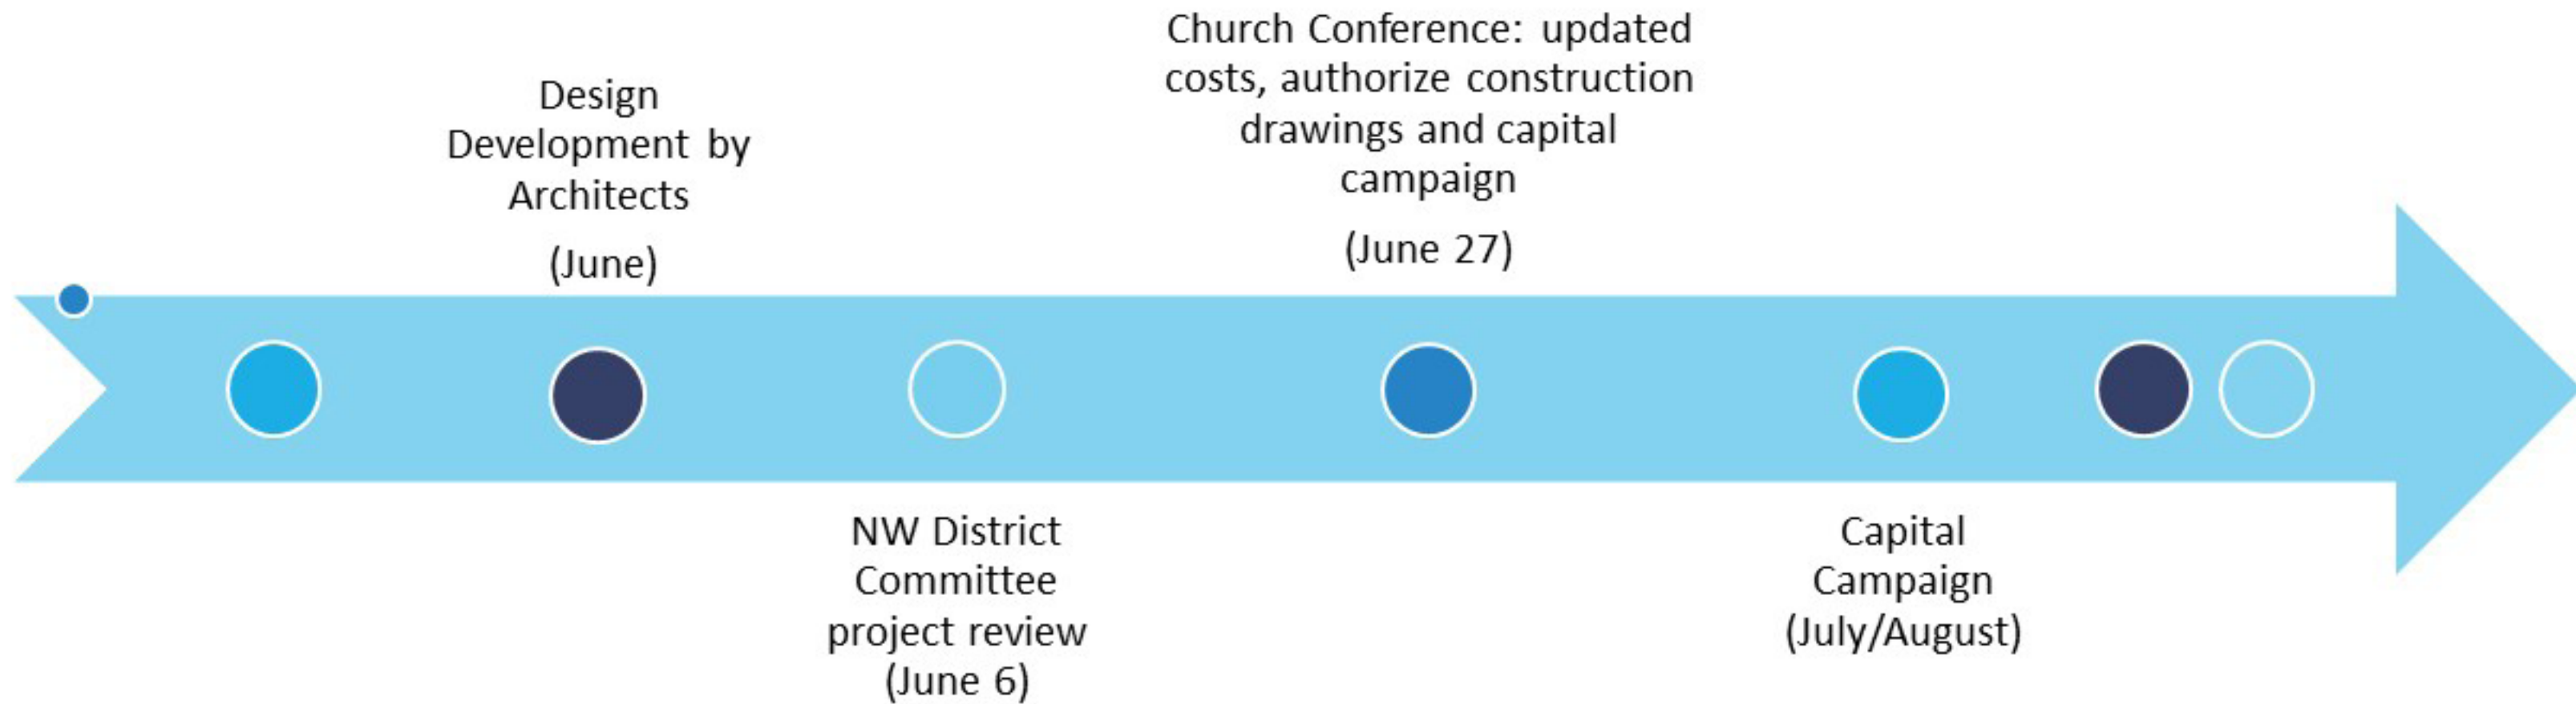 Design
Development by
Architects
(June)
NW District
Committee
project review
(June 6)
Church Conference: updated
costs, authorize construction
drawings and capital
campaign
(June 27)
Capital
Campaign
(July/August)